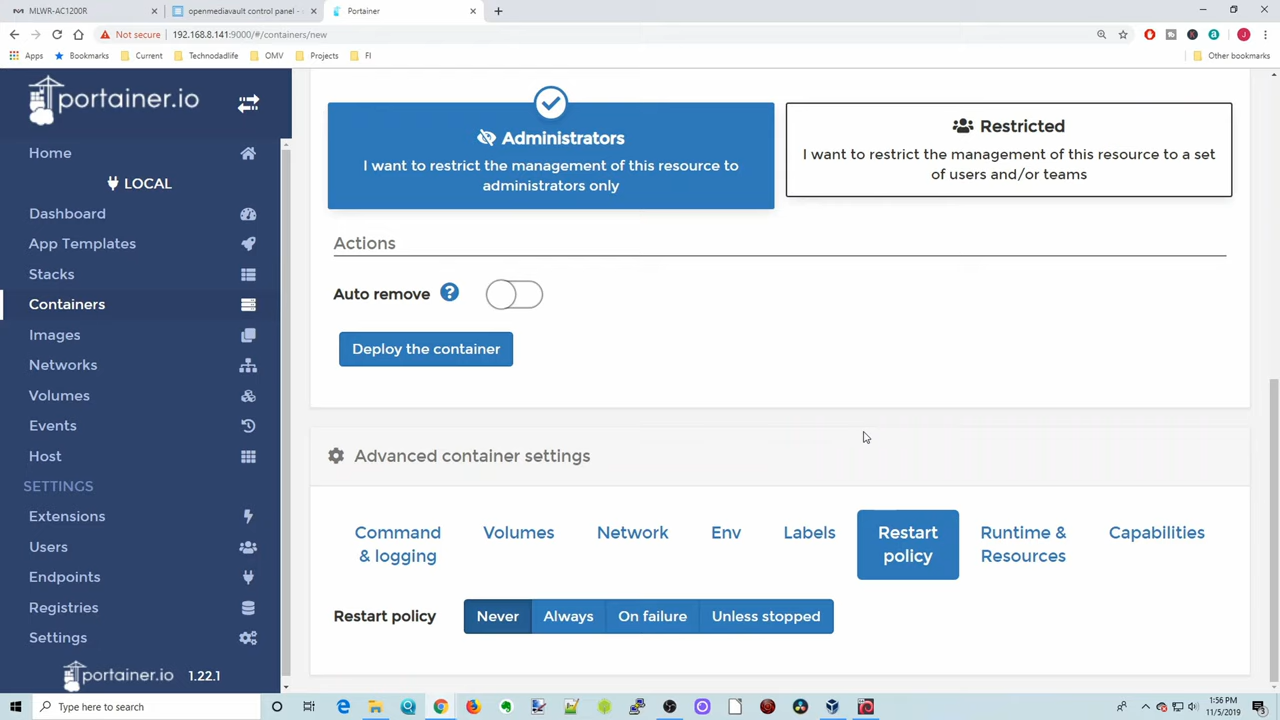 MLWR-AC1200R
openmediavault control panel -
Portainer
Not secure
192.168.8.141:9000/#/containers/new
J
Apps
Bookmarks
Current
Technodadlife
OMV
Projects
FI
Other bookmarks
portainer.io
Home
LOCAL
Dashboard
App Templates
Stacks
Containers
Images
Networks
Volumes
Events
Host
SETTINGS
Extensions
Users
Endpoints
Registries
Settings
portainer.io 1.22.1
Administrators
I want to restrict the management of this resource to
administrators only
Restricted
I want to restrict the management of this resource to a set
of users and/or teams
Actions
Auto remove
Deploy the container
Advanced container settings
Command
& logging
Volumes
Network
Env
Labels
Restart
policy
Runtime &
Resources
Capabilities
Restart policy
Never
Always
On failure
Unless stopped
Type here to search
1:56 PM
11/5/2019